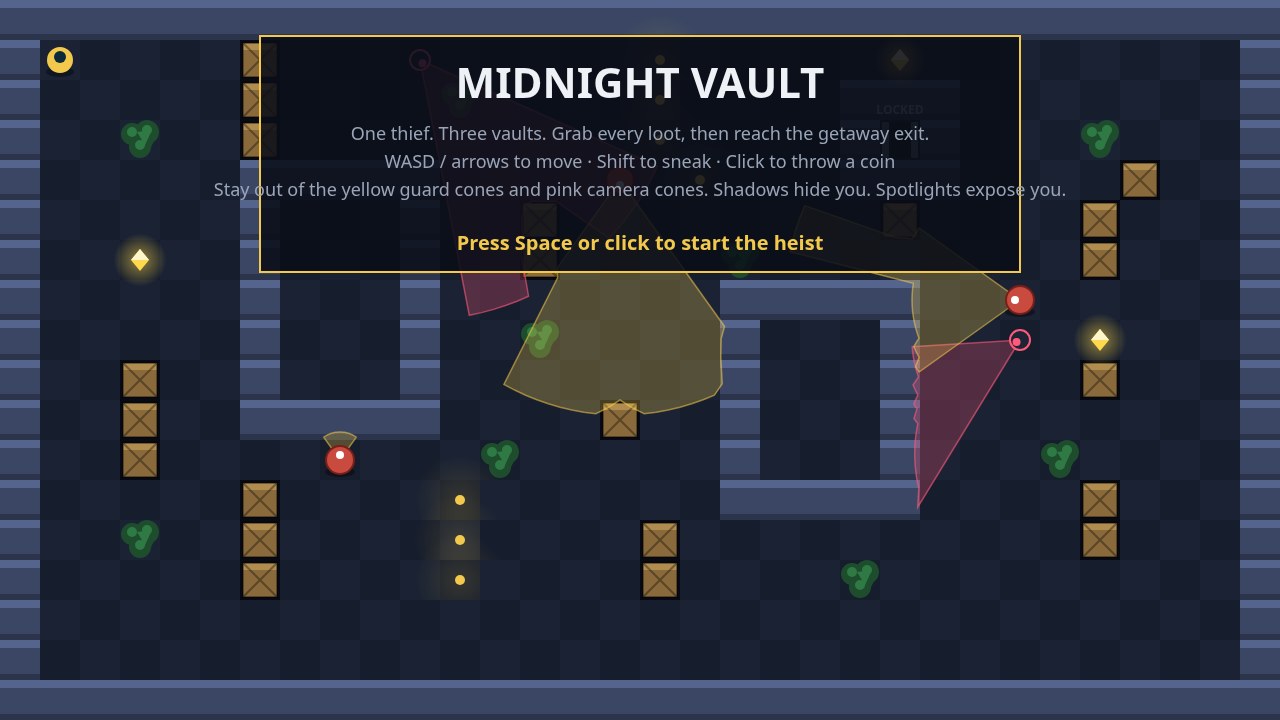 MIDNIGHT VAULT
LOCKED
One thief. Three vaults. Grab every loot, then reach the getaway exit.
WASD / arrows to move · Shift to sneak · Click to throw a coin
Stay out of the yellow guard cones and pink camera cones. Shadows hide you. Spotlights expose you.
Press Space or click to start the heist